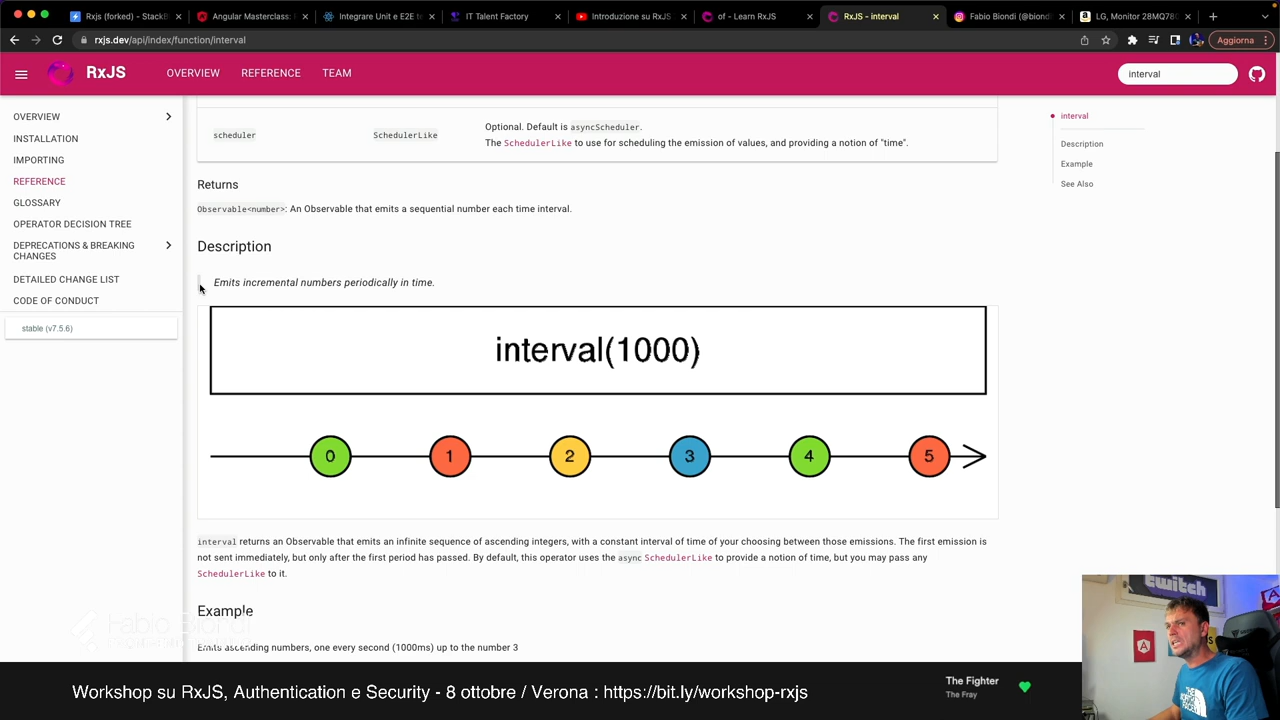 Rxjs (forked) - StackB
Angular Masterclass:
Integrare Unit e E2E te
IT Talent Factory
Introduzione su RxJS
of - Learn RxJS
RxJS - interval
Fabio Biondi (@biond
LG, Monitor 28MQ780
rxjs.dev/api/index/function/interval
Aggiorna
RxJS
OVERVIEW
REFERENCE
TEAM
interval
OVERVIEW
INSTALLATION
IMPORTING
REFERENCE
GLOSSARY
OPERATOR DECISION TREE
DEPRECATIONS & BREAKING
CHANGES
DETAILED CHANGE LIST
CODE OF CONDUCT
stable (v7.5.6)
scheduler
SchedulerLike
Optional. Default is asyncScheduler.
The SchedulerLike to use for scheduling the emission of values, and providing a notion of "time".
Returns
Observable<number>: An Observable that emits a sequential number each time interval.
Description
Emits incremental numbers periodically in time.
interval(1000)
0 1 2 3 4 5
interval returns an Observable that emits an infinite sequence of ascending integers, with a constant interval of time of your choosing between those emissions. The first emission is
not sent immediately, but only after the first period has passed. By default, this operator uses the async SchedulerLike to provide a notion of time, but you may pass any
SchedulerLike to it.
Example
Emits ascending numbers, one every second (1000ms) up to the number 3
interval
Description
Example
See Also
Fabio Biondi
twitch
Workshop su RxJS, Authentication e Security - 8 ottobre / Verona : https://bit.ly/workshop-rxjs
The Fighter
The Fray